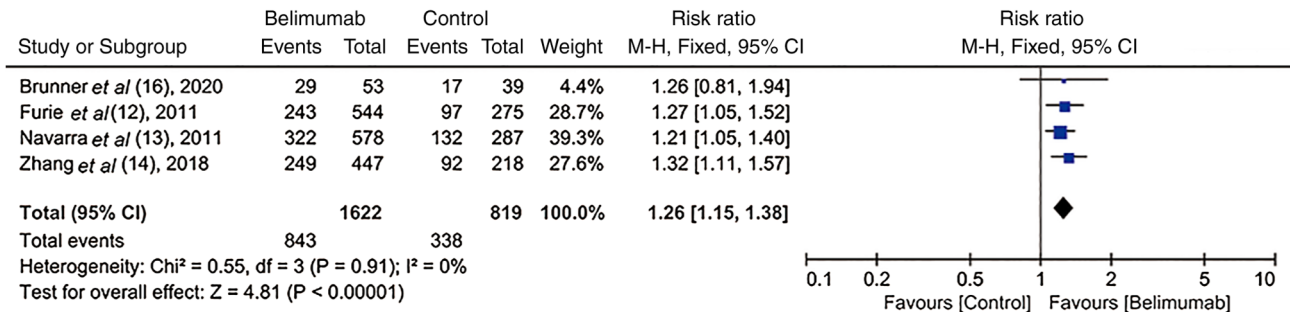 Belimumab Control Risk ratio Risk ratio
Study or Subgroup Events Total Events Total Weight M-H, Fixed, 95% CI M-H, Fixed, 95% CI
Brunner et al (16), 2020 29 53 17 39 4.4% 1.26 [0.81, 1.94]
Furie et al(12), 2011 243 544 97 275 28.7% 1.27 [1.05, 1.52]
Navarra et al (13), 2011 322 578 132 287 39.3% 1.21 [1.05, 1.40]
Zhang et al (14), 2018 249 447 92 218 27.6% 1.32 [1.11, 1.57]
Total (95% CI) 1622 819 100.0% 1.26 [1.15, 1.38]
Total events 843 338
Heterogeneity: Chi² = 0.55, df = 3 (P = 0.91); I² = 0%
Test for overall effect: Z = 4.81 (P < 0.00001)
0.1 0.2 0.5 1 2 5 10
Favours [Control] Favours [Belimumab]